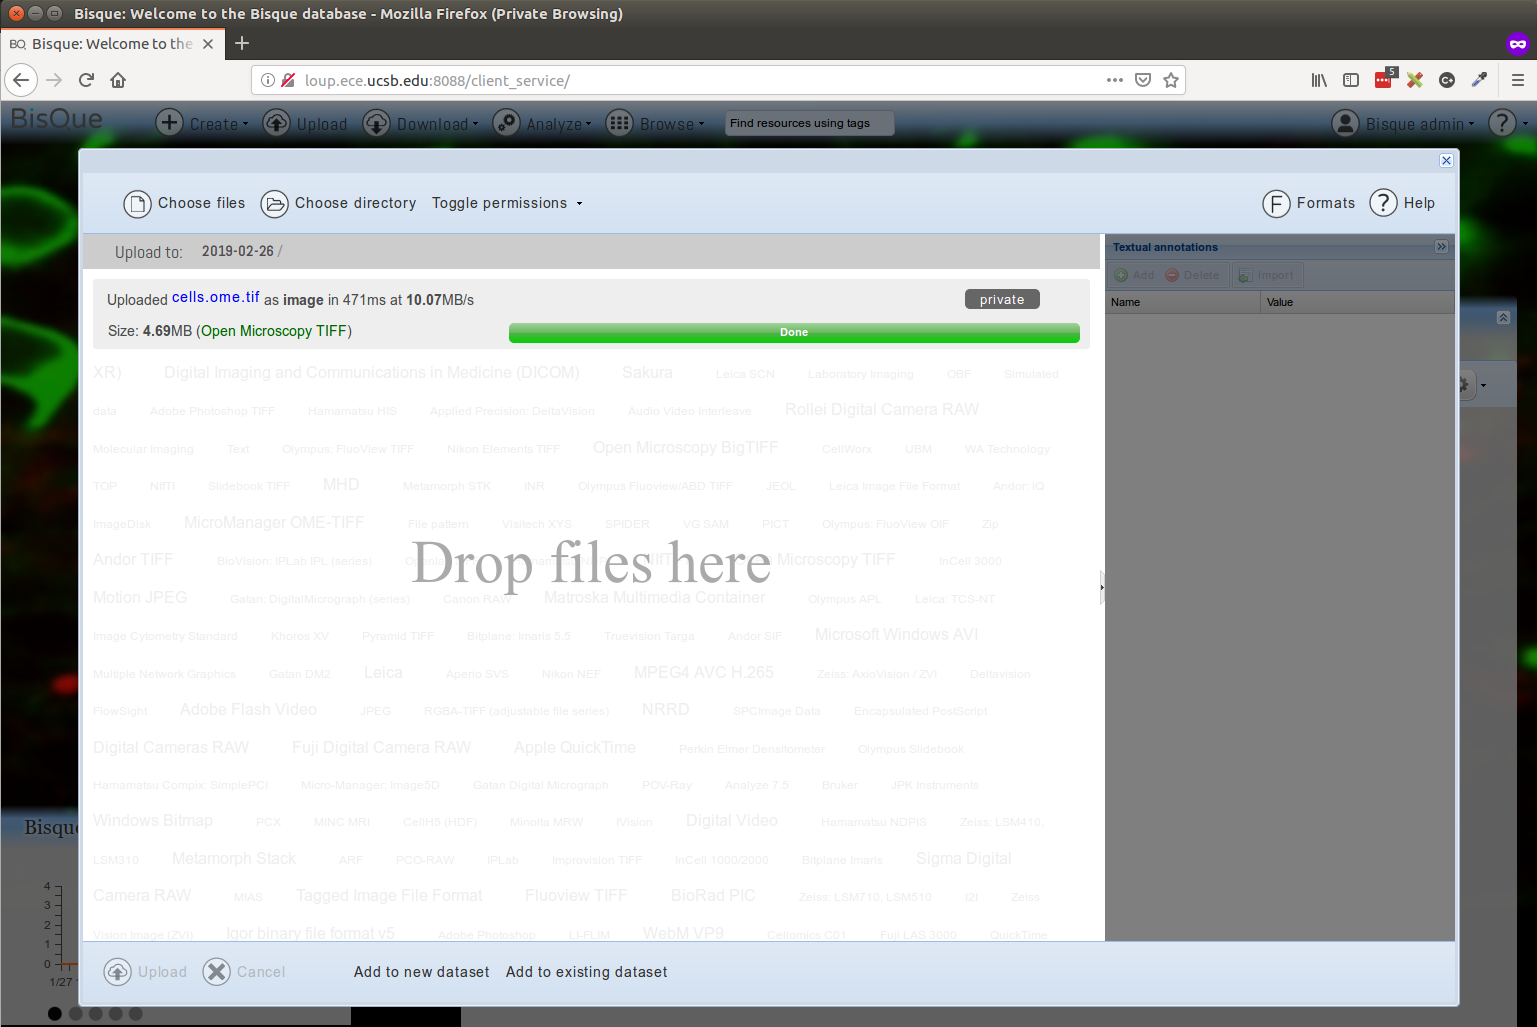 Bisque: Welcome to the Bisque database - Mozilla Firefox (Private Browsing)
BQ Bisque: Welcome to the
loup.ece.ucsb.edu:8088/client_service/
5
BisQue Create Upload Download Analyze Browse Find resources using tags Bisque admin ?
Choose files Choose directory Toggle permissions F Formats ? Help
Upload to: 2019-02-26 /
Textual annotations
Add Delete Import
Name Value
Uploaded cells.ome.tif as image in 471ms at 10.07MB/s private
Size: 4.69MB (Open Microscopy TIFF) Done
XR) Digital Imaging and Communications in Medicine (DICOM) Sakura Leica SCN Laboratory Imaging QBF Simulated
data Adobe Photoshop TIFF Hamamatsu HIS Applied Precision: DeltaVision Audio Video Interleave Rollei Digital Camera RAW
Molecular Imaging Text Olympus: FluoView TIFF Nikon Elements TIFF Open Microscopy BigTIFF CellWorx UBM WA Technology
TOP NIfTI Slidebook TIFF MHD Metamorph STK INR Olympus Fluoview/ABD TIFF JEOL Leica Image File Format Andor: iQ
ImageDisk MicroManager OME-TIFF File pattern Visitech XYS SPIDER VG SAM PICT Olympus: FluoView OIF Zip
Andor TIFF BioVision: IPLab IPL (series) Microscopy TIFF InCell 3000
Drop files here
Motion JPEG Gatan: DigitalMicrograph (series) Canon RAW Matroska Multimedia Container Olympus APL Leica: TCS-NT
Image Cytometry Standard Khoros XV Pyramid TIFF Bitplane: Imaris 5.5 Truevision Targa Andor SIF Microsoft Windows AVI
Multiple Network Graphics Gatan DM2 Leica Aperio SVS Nikon NEF MPEG4 AVC H.265 Zeiss: AxioVision / ZVI Deltavision
FlowSight Adobe Flash Video JPEG RGBA-TIFF (adjustable file series) NRRD SPCImage Data Encapsulated PostScript
Digital Cameras RAW Fuji Digital Camera RAW Apple QuickTime Perkin Elmer Densitometer Olympus Slidebook
Hamamatsu Compix: SimplePCI Micro-Manager: Image5D Gatan Digital Micrograph POV-Ray Analyze 7.5 Bruker JPK Instruments
Windows Bitmap PCX MINC MRI CellH5 (HDF) Minolta MRW IVision Digital Video Hamamatsu NDPIS Zeiss: LSM410,
LSM310 Metamorph Stack ARF PCO-RAW IPLab Improvision TIFF InCell 1000/2000 Bitplane Imaris Sigma Digital
Camera RAW MIAS Tagged Image File Format Fluoview TIFF BioRad PIC Zeiss: LSM710, LSM510 I2I Zeiss
Vision Image (ZVI) Igor binary file format v5 Adobe Photoshop LI-FLIM WebM VP9 Cellomics C01 Fuji LAS 3000 QuickTime
Bisque
4
3
2
1
0
1/27
Upload Cancel Add to new dataset Add to existing dataset